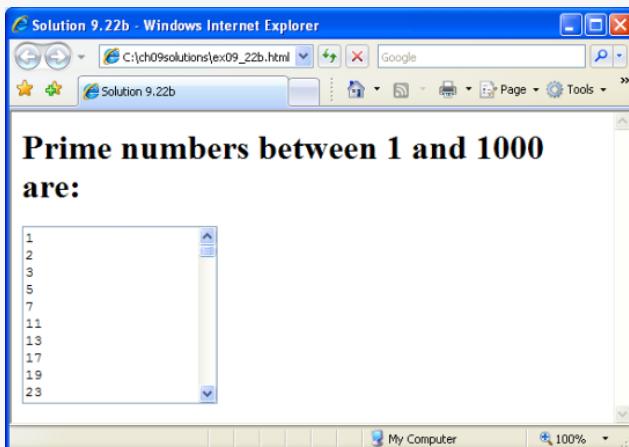 Solution 9.22b - Windows Internet Explorer
C:\ch09solutions\ex09_22b.html
Google
Solution 9.22b
Page
Tools
»
Prime numbers between 1 and 1000
are:
1
2
3
5
7
11
13
17
19
23
My Computer
100%